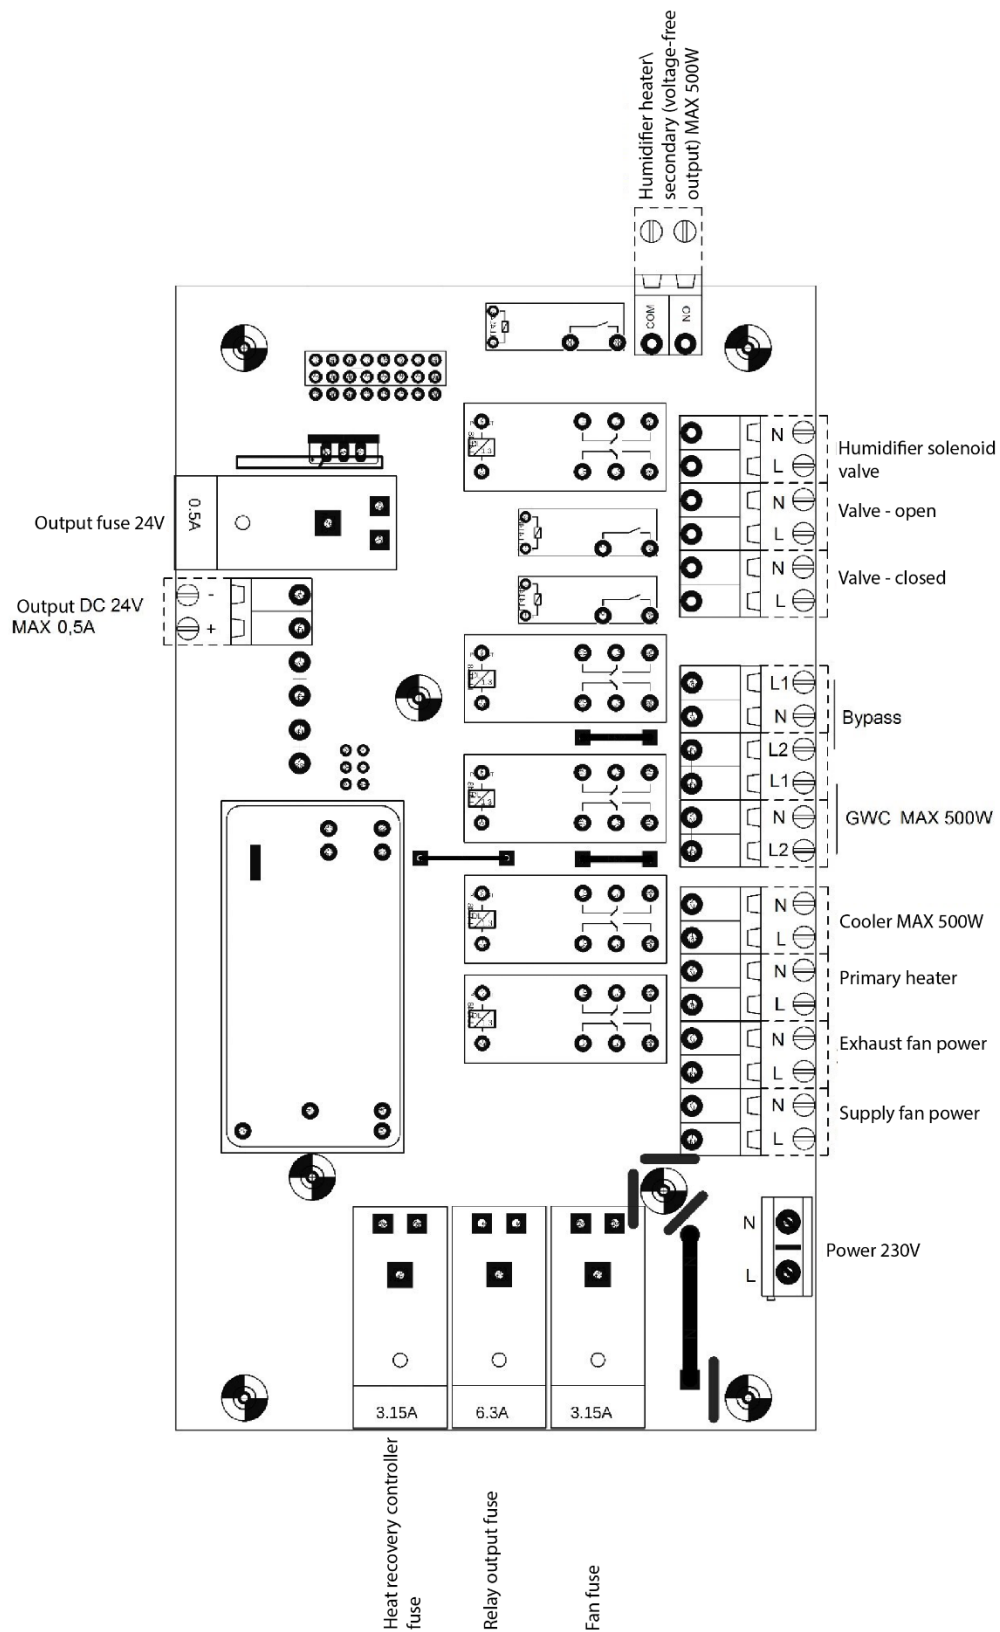 Humidifier heater\
secondary (voltage-free
output) MAX 500W
COM
ON
N
Humidifier solenoid
L
valve
0.5A
Output fuse 24V
N
Valve - open
L
N
Valve - closed
L
Output DC 24V
MAX 0,5A
-
+
L1
N
Bypass
L2
L1
N
GWC MAX 500W
L2
N
Cooler MAX 500W
L
N
Primary heater
L
N
Exhaust fan power
L
N
Supply fan power
L
N
Power 230V
L
3.15A
6.3A
3.15A
Heat recovery controller
fuse
Relay output fuse
Fan fuse